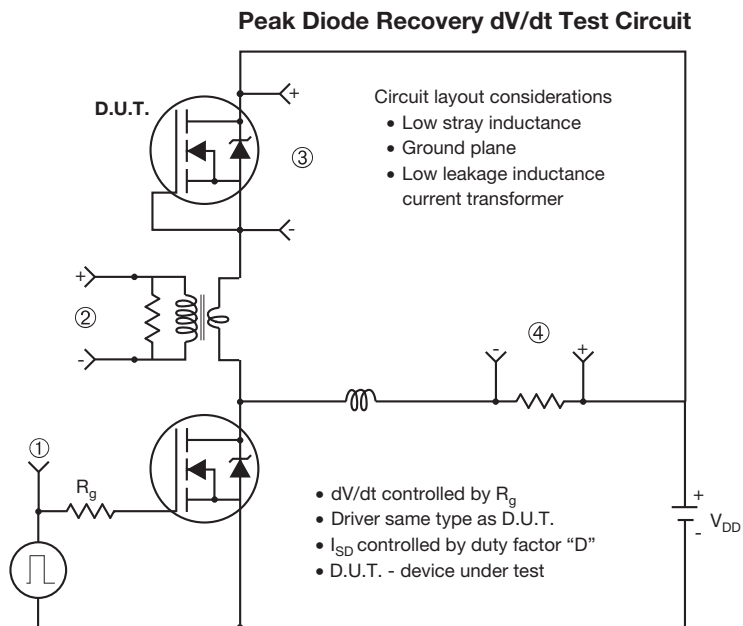 Peak Diode Recovery dV/dt Test Circuit
D.U.T.
+
Circuit layout considerations
• Low stray inductance
• Ground plane
• Low leakage inductance
current transformer
③
-
+
②
-
-
④
+
①
Rg
• dV/dt controlled by Rg
• Driver same type as D.U.T.
• ISD controlled by duty factor “D”
• D.U.T. - device under test
+
VDD
-